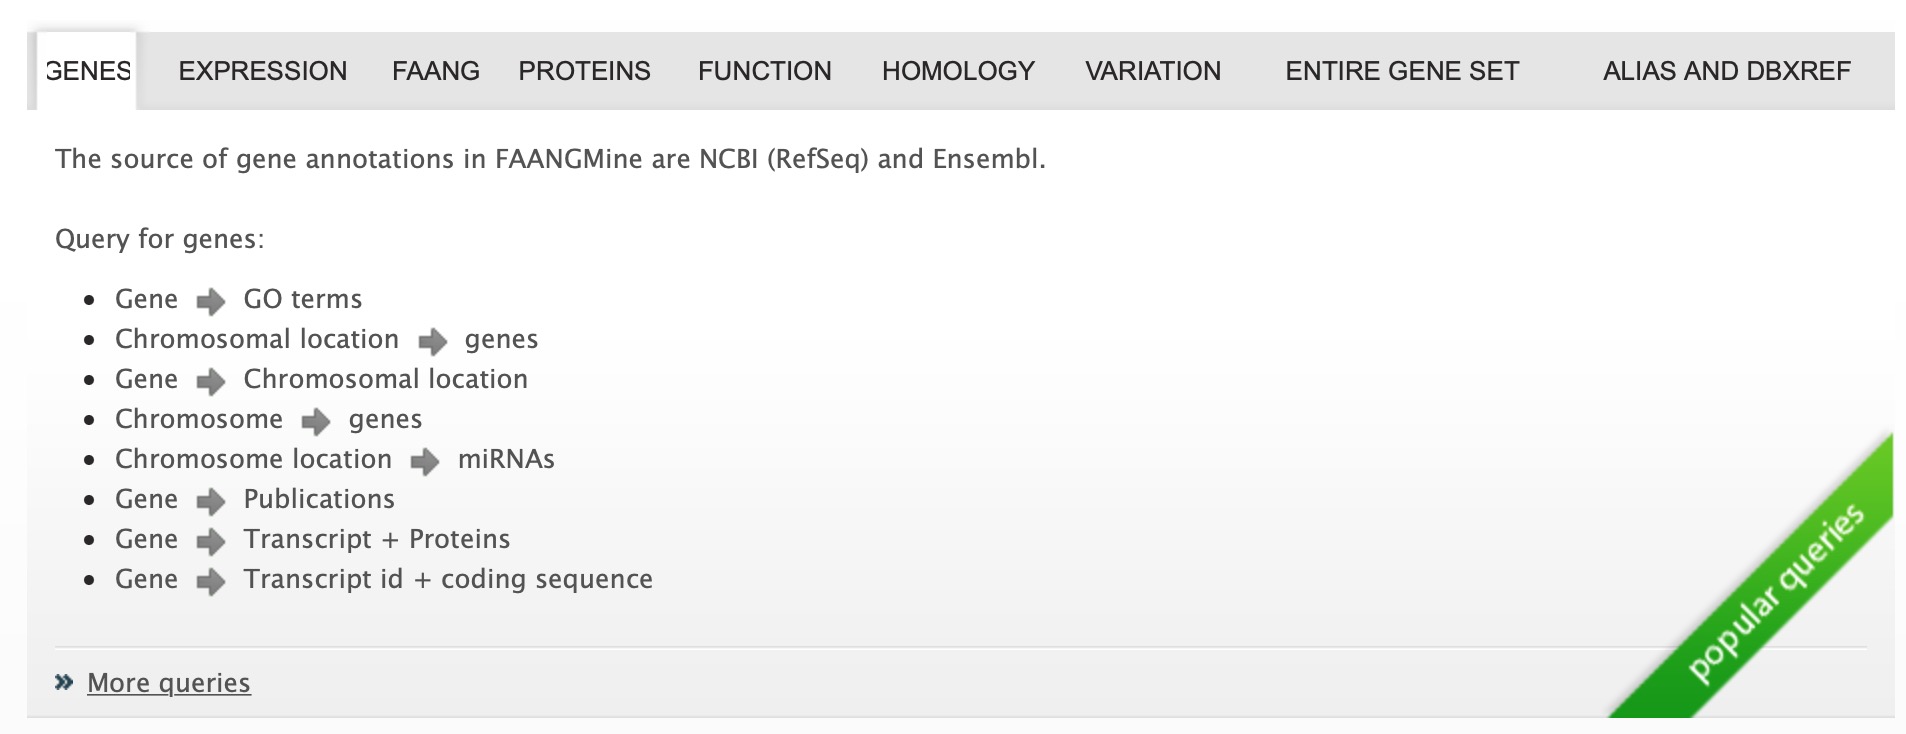 GENES EXPRESSION FAANG PROTEINS FUNCTION HOMOLOGY VARIATION ENTIRE GENE SET ALIAS AND DBXREF
The source of gene annotations in FAANGMine are NCBI (RefSeq) and Ensembl.
Query for genes:
Gene GO terms
Chromosomal location genes
Gene Chromosomal location
Chromosome genes
Chromosome location miRNAs
Gene Publications
Gene Transcript + Proteins
Gene Transcript id + coding sequence
popular queries
More queries